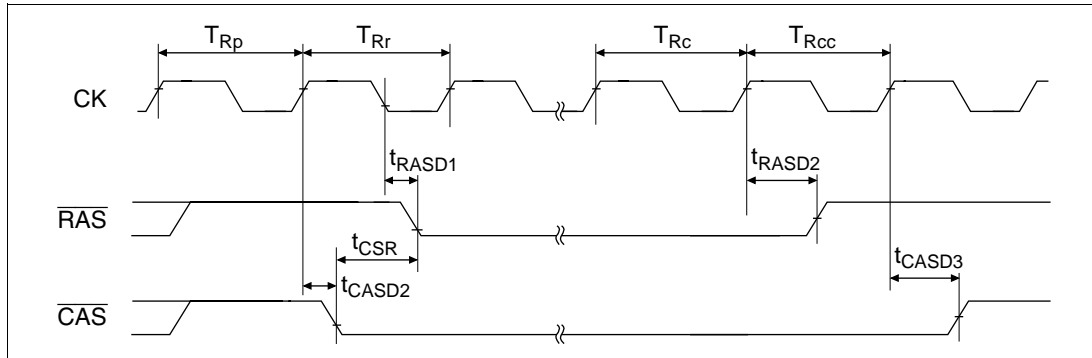 TRp TRr TRc TRcc
CK
tRASD1 tRASD2
RAS
tCSR
tCASD3
tCASD2
CAS